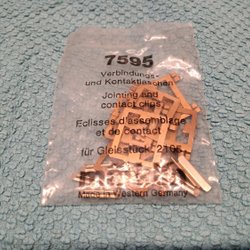 7595
Verbindungs-
und Kontaktlaschen
Jointing and
contact clips
Eclisses d'assemblage
et de contact
für Gleisstück, 2165
Made in Western Germany